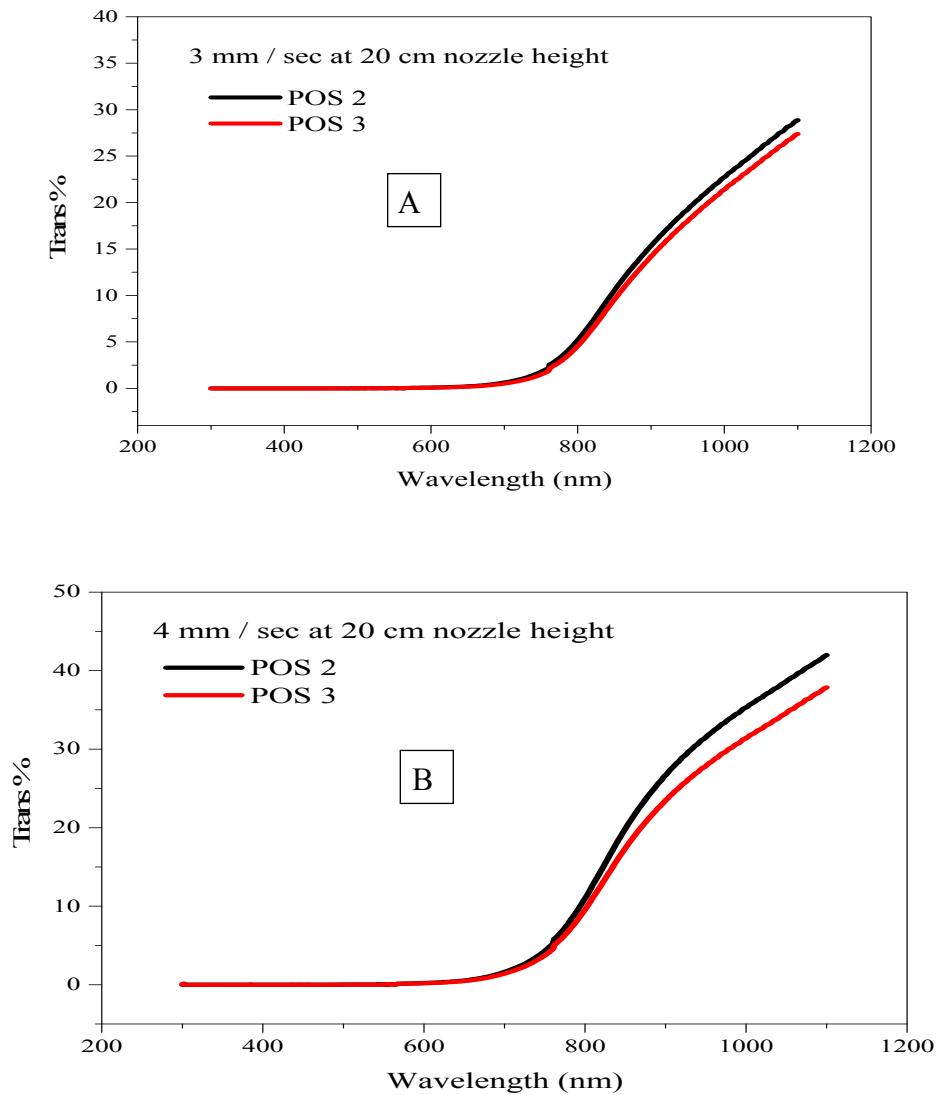 40
35
30
25
20
15
10
5
0
Trans%
3 mm / sec at 20 cm nozzle height
POS 2
POS 3
A
200
400
600
800
1000
1200
Wavelength (nm)
50
40
30
20
10
0
Trans%
4 mm / sec at 20 cm nozzle height
POS 2
POS 3
B
200
400
600
800
1000
1200
Wavelength (nm)